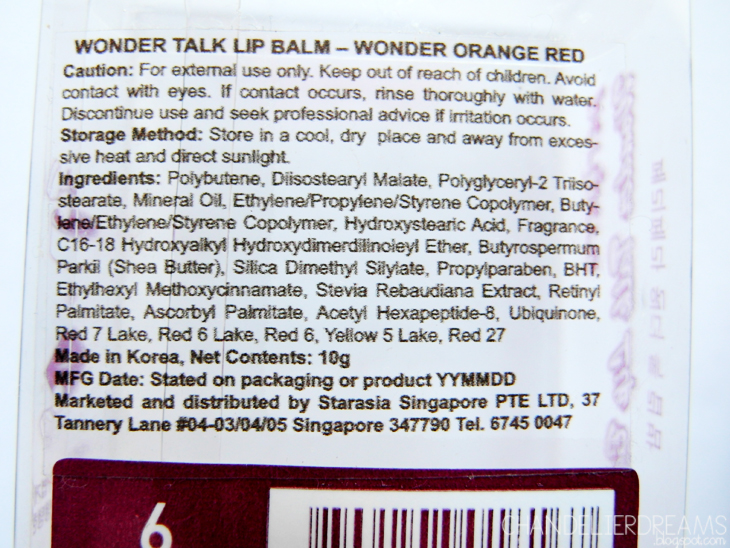 WONDER TALK LIP BALM – WONDER ORANGE RED
Caution: For external use only. Keep out of reach of children. Avoid
contact with eyes. If contact occurs, rinse thoroughly with water.
Discontinue use and seek professional advice if irritation occurs.
Storage Method: Store in a cool, dry place and away from exces-
sive heat and direct sunlight.
Ingredients: Polybutene, Diisostearyl Malate, Polyglyceryl-2 Triiso-
stearate, Mineral Oil, Ethylene/Propylene/Styrene Copolymer, Buty-
lene/Ethylene/Styrene Copolymer, Hydroxystearic Acid, Fragrance,
C16-18 Hydroxyalkyl Hydroxydimerdilinoleyl Ether, Butyrospermum
Parkii (Shea Butter), Silica Dimethyl Silylate, Propylparaben, BHT,
Ethylhexyl Methoxycinnamate, Stevia Rebaudiana Extract, Retinyl
Palmitate, Ascorbyl Palmitate, Acetyl Hexapeptide-8, Ubiquinone,
Red 7 Lake, Red 6 Lake, Red 6, Yellow 5 Lake, Red 27
Made in Korea, Net Contents: 10g
MFG Date: Stated on packaging or product YYMMDD
Marketed and distributed by Starasia Singapore PTE LTD, 37
Tannery Lane #04-03/04/05 Singapore 347790 Tel. 6745 0047
6
CHANDELIERDREAMS
.blogspot.com